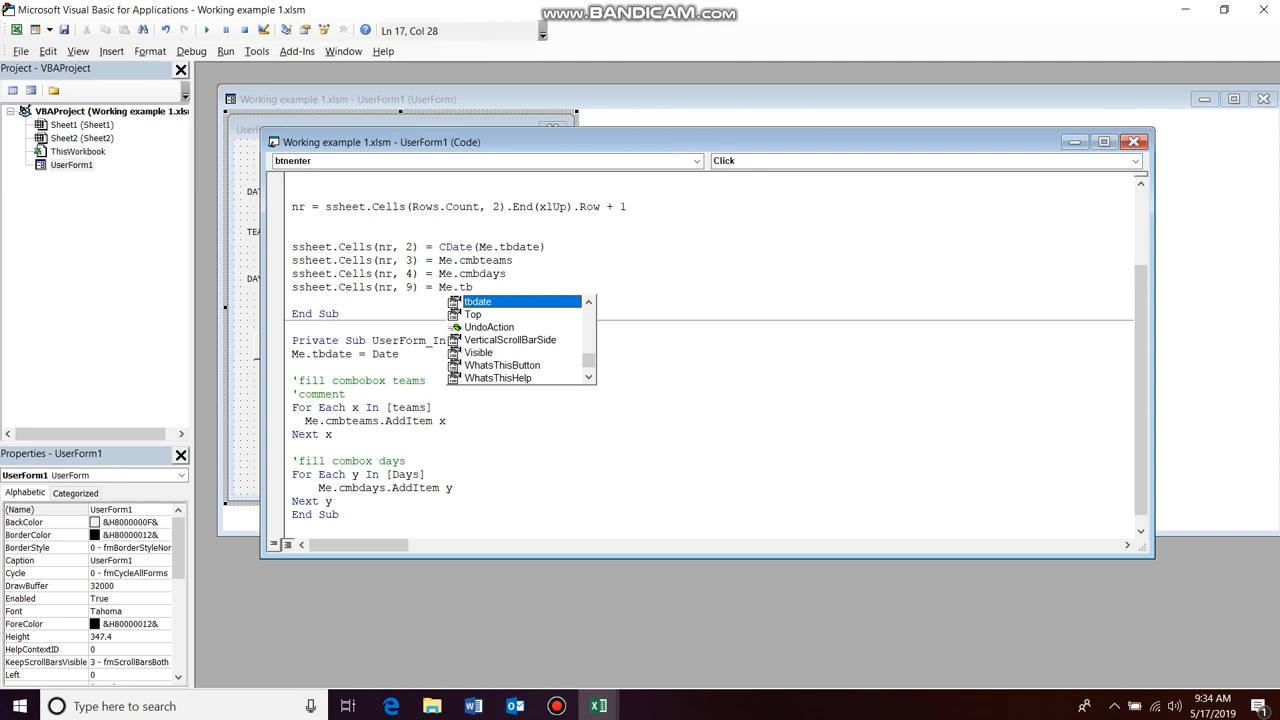 Microsoft Visual Basic for Applications - Working example 1.xlsm
www.BANDICAM.com
Ln 17, Col 28
File Edit View Insert Format Debug Run Tools Add-Ins Window Help
Project - VBAProject
VBAProject (Working example 1.xlsm
Sheet1 (Sheet1)
Sheet2 (Sheet2)
ThisWorkbook
UserForm1
Working example 1.xlsm - UserForm1 (UserForm)
Working example 1.xlsm - UserForm1 (Code)
btnenter
Click
nr = ssheet.Cells(Rows.Count, 2).End(xlUp).Row + 1
ssheet.Cells(nr, 2) = CDate(Me.tbdate)
ssheet.Cells(nr, 3) = Me.cmbteams
ssheet.Cells(nr, 4) = Me.cmbdays
ssheet.Cells(nr, 9) = Me.tb
tbdate
Top
UndoAction
VerticalScrollBarSide
Visible
WhatsThisButton
WhatsThisHelp
End Sub
Private Sub UserForm_In
Me.tbdate = Date
'fill combobox teams
'comment
For Each x In [teams]
Me.cmbteams.AddItem x
Next x
'fill combox days
For Each y In [Days]
Me.cmbdays.AddItem y
Next y
End Sub
Properties - UserForm1
UserForm1 UserForm
Alphabetic Categorized
(Name) UserForm1
BackColor &H8000000F&
BorderColor &H80000012&
BorderStyle 0 - fmBorderStyleNor
Caption UserForm1
Cycle 0 - fmCycleAllForms
DrawBuffer 32000
Enabled True
Font Tahoma
ForeColor &H80000012&
Height 347.4
HelpContextID 0
KeepScrollBarsVisible 3 - fmScrollBarsBoth
Left 0
Type here to search
9:34 AM
5/17/2019